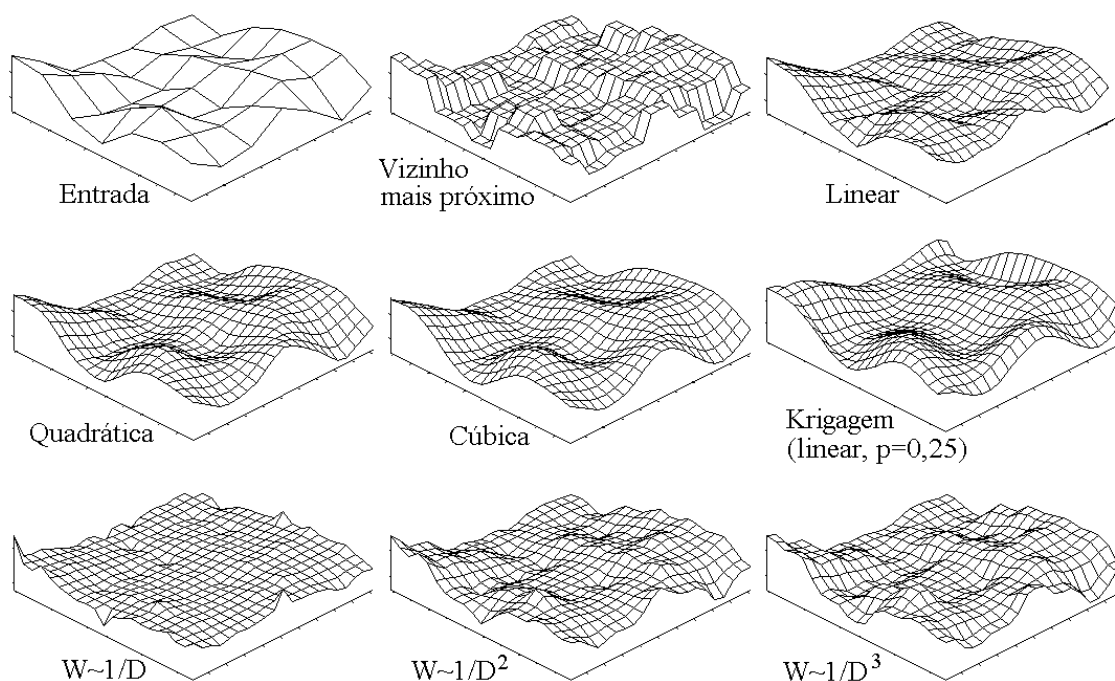 Entrada
Vizinho
mais próximo
Linear
Quadrática
Cúbica
Krigagem
(linear, p=0,25)
W~1/D
W~1/D²
W~1/D³